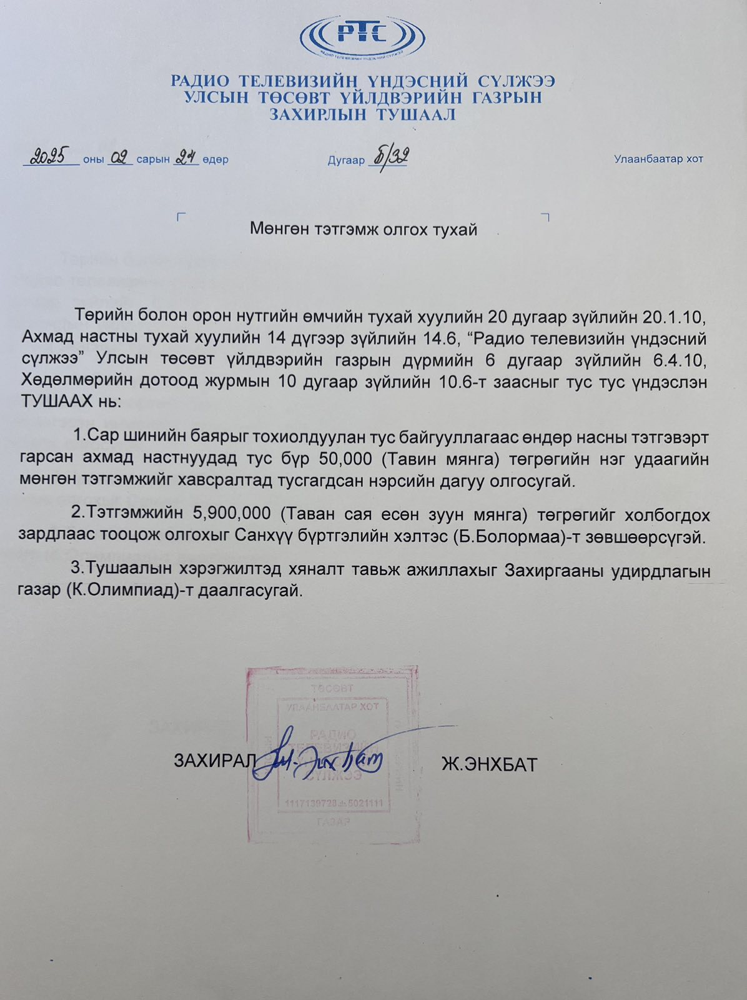 РТС
РАДИО ТЕЛЕВИЗИЙН ҮНДЭСНИЙ СҮЛЖЭЭ
РАДИО ТЕЛЕВИЗИЙН ҮНДЭСНИЙ СҮЛЖЭЭ
УЛСЫН ТӨСӨВТ ҮЙЛДВЭРИЙН ГАЗРЫН
ЗАХИРЛЫН ТУШААЛ
2025 оны 02 сарын 24 өдөр Дугаар Б/32 Улаанбаатар хот
Мөнгөн тэтгэмж олгох тухай
Төрийн болон орон нутгийн өмчийн тухай хуулийн 20 дугаар зүйлийн 20.1.10,
Ахмад настны тухай хуулийн 14 дүгээр зүйлийн 14.6, “Радио телевизийн үндэсний
сүлжээ” Улсын төсөвт үйлдвэрийн газрын дүрмийн 6 дугаар зүйлийн 6.4.10,
Хөдөлмөрийн дотоод журмын 10 дугаар зүйлийн 10.6-т заасныг тус тус үндэслэн
ТУШААХ нь:
1.Сар шинийн баярыг тохиолдуулан тус байгууллагаас өндөр насны тэтгэвэрт
гарсан ахмад настнуудад тус бүр 50,000 (Тавин мянга) төгрөгийн нэг удаагийн
мөнгөн тэтгэмжийг хавсралтад тусгагдсан нэрсийн дагуу олгосугай.
2.Тэтгэмжийн 5,900,000 (Таван сая есөн зуун мянга) төгрөгийг холбогдох
зардлаас тооцож олгохыг Санхүү бүртгэлийн хэлтэс (Б.Болормаа)-т зөвшөөрсүгэй.
3.Тушаалын хэрэгжилтэд хяналт тавьж ажиллахыг Захиргааны удирдлагын
газар (К.Олимпиад)-т даалгасугай.
ТӨСӨВТ
УЛААНБААТАР ХОТ
РАДИО
ТЕЛЕВИЗИЙН
СҮЛЖЭЭ
ЗАХИРАЛ Ж.ЭНХБАТ
1117139728 5021111
ГАЗАР